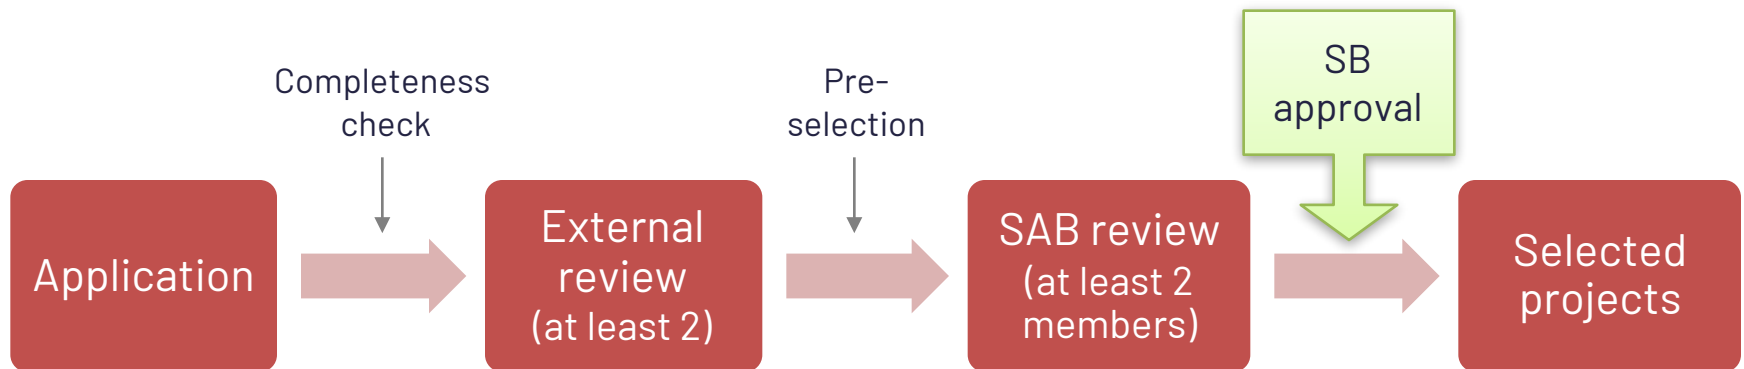 Completeness
check
Pre-
selection
SB
approval
Application
External
review
(at least 2)
SAB review
(at least 2
members)
Selected
projects